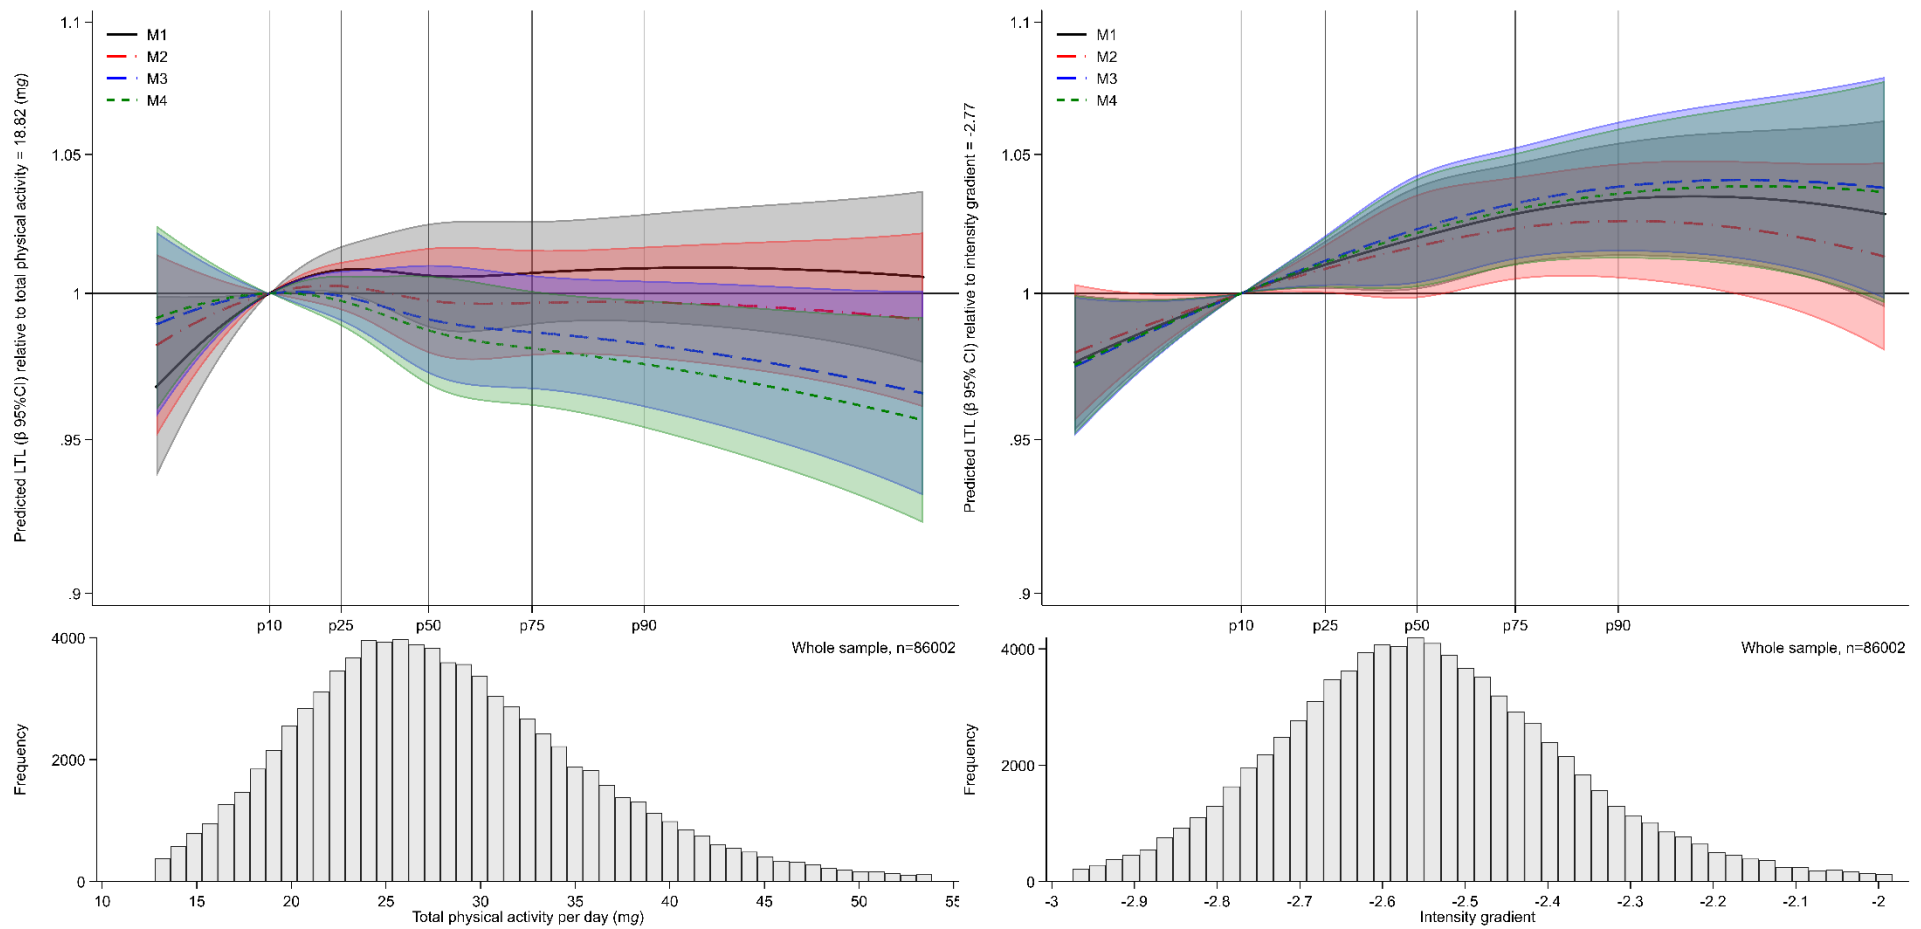 Predicted LTL (β 95%CI) relative to total physical activity = 18.82 (mg)
1.1
1.05
1
.95
.9
M1
M2
M3
M4
p10 p25 p50 p75 p90
Whole sample, n=86002
Frequency
4000
2000
0
10 15 20 25 30 35 40 45 50 55
Total physical activity per day (mg)
Predicted LTL (β 95% CI) relative to intensity gradient = -2.77
1.1
1.05
1
.95
.9
M1
M2
M3
M4
p10 p25 p50 p75 p90
Whole sample, n=86002
Frequency
4000
2000
0
-3 -2.9 -2.8 -2.7 -2.6 -2.5 -2.4 -2.3 -2.2 -2.1 -2
Intensity gradient